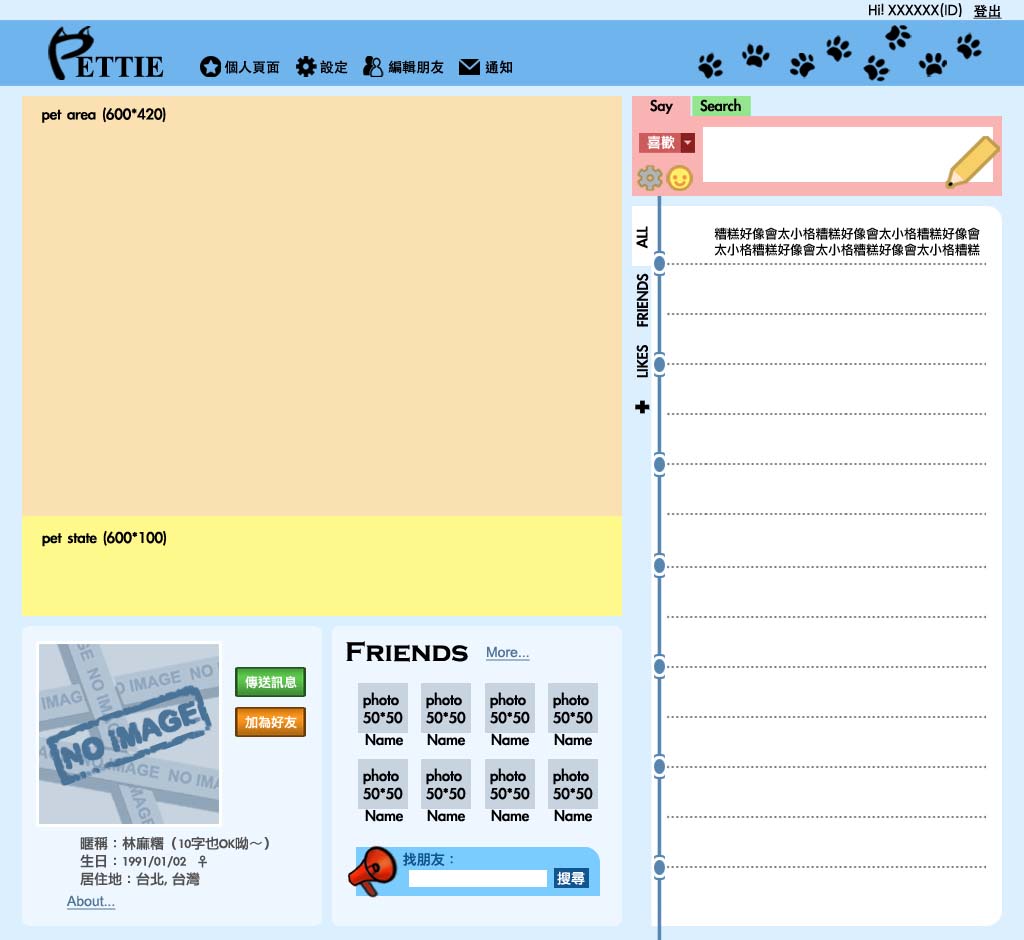 Hi! XXXXXX(ID) 登出
PETTIE
個人頁面 設定 編輯朋友 通知
pet area (600*420)
pet state (600*100)
Say Search
喜歡
ALL
FRIENDS
LIKES
糟糕好像會太小格糟糕好像會太小格糟糕好像會
太小格糟糕好像會太小格糟糕好像會太小格糟糕
NO IMAGE
傳送訊息
加為好友
暱稱：林麻糬（10字也OK呦～）
生日：1991/01/02 ♀
居住地：台北, 台灣
About...
FRIENDS More...
photo photo photo photo
50*50 50*50 50*50 50*50
Name Name Name Name
photo photo photo photo
50*50 50*50 50*50 50*50
Name Name Name Name
找朋友：
搜尋